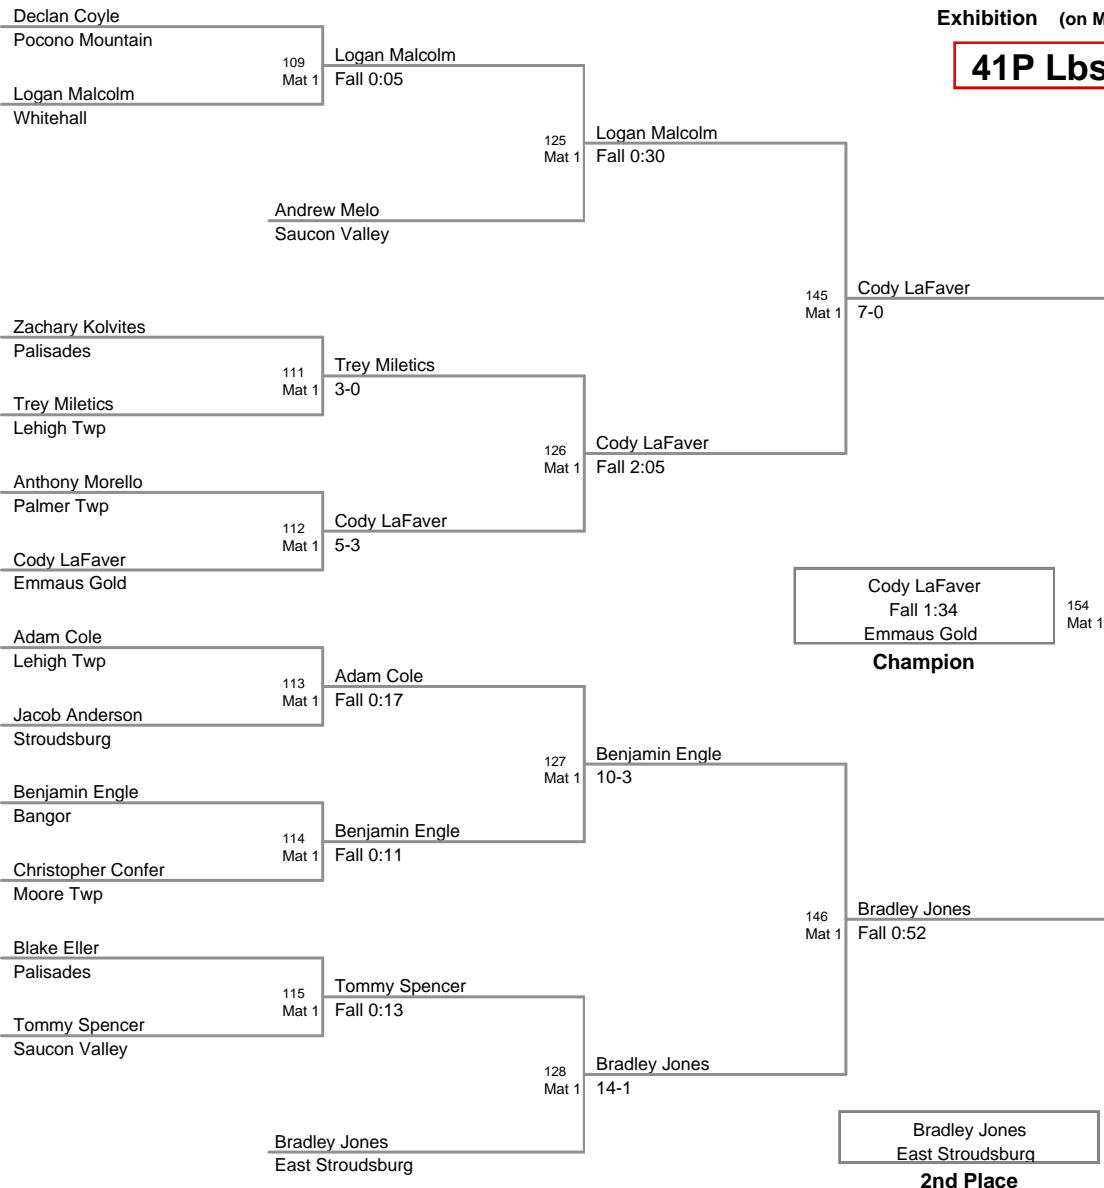 Declan Coyle
Pocono Mountain
Exhibition (on M
41P Lbs
109
Mat 1
Logan Malcolm
Fall 0:05
Logan Malcolm
Whitehall
125
Mat 1
Logan Malcolm
Fall 0:30
Andrew Melo
Saucon Valley
145
Mat 1
Cody LaFaver
7-0
Zachary Kolvites
Palisades
111
Mat 1
Trey Miletics
3-0
Trey Miletics
Lehigh Twp
126
Mat 1
Cody LaFaver
Fall 2:05
Anthony Morello
Palmer Twp
112
Mat 1
Cody LaFaver
5-3
Cody LaFaver
Emmaus Gold
Cody LaFaver
Fall 1:34
Emmaus Gold
Champion
154
Mat 1
Adam Cole
Lehigh Twp
113
Mat 1
Adam Cole
Fall 0:17
Jacob Anderson
Stroudsburg
127
Mat 1
Benjamin Engle
10-3
Benjamin Engle
Bangor
114
Mat 1
Benjamin Engle
Fall 0:11
Christopher Confer
Moore Twp
146
Mat 1
Bradley Jones
Fall 0:52
Blake Eller
Palisades
115
Mat 1
Tommy Spencer
Fall 0:13
Tommy Spencer
Saucon Valley
128
Mat 1
Bradley Jones
14-1
Bradley Jones
East Stroudsburg
Bradley Jones
East Stroudsburg
2nd Place